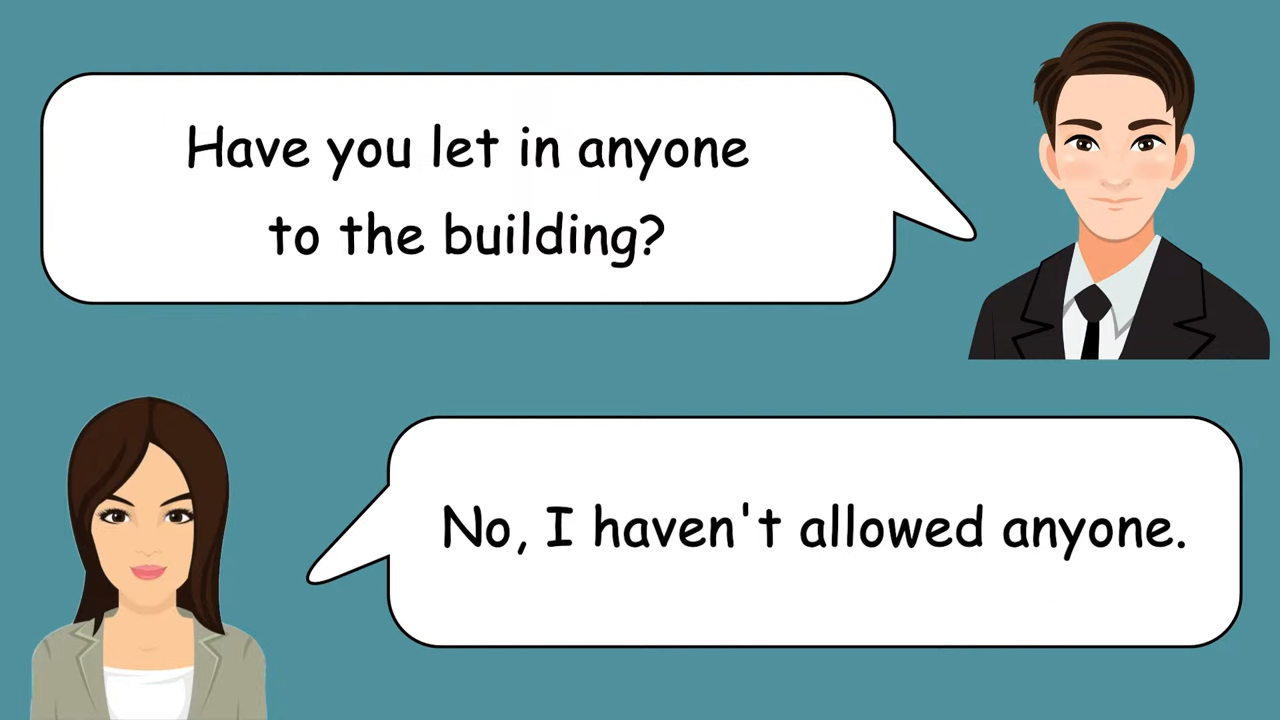 Have you let in anyone
to the building?
No, I haven't allowed anyone.